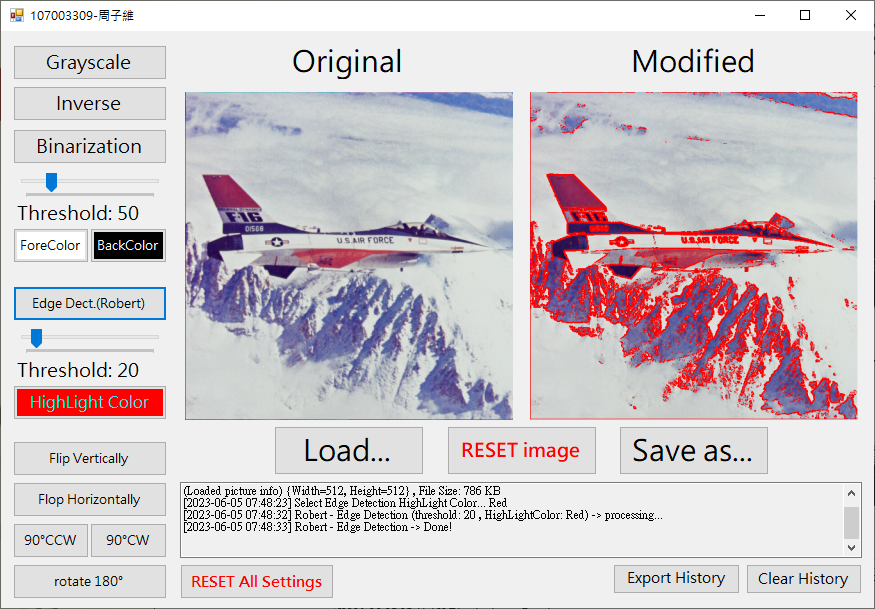 107003309-周子維
Grayscale
Inverse
Binarization
Threshold: 50
ForeColor BackColor
Edge Dect.(Robert)
Threshold: 20
HighLight Color
Flip Vertically
Flop Horizontally
90°CCW 90°CW
rotate 180°
Original
F16
01568
U.S. AIR FORCE
Modified
F16
U.S. AIR FORCE
Load... RESET image Save as...
(Loaded picture info) {Width=512, Height=512} , File Size: 786 KB
[2023-06-05 07:48:23] Select Edge Detection HighLight Color... Red
[2023-06-05 07:48:32] Robert - Edge Detection (threshold: 20 , HighLightColor: Red) -> processing...
[2023-06-05 07:48:33] Robert - Edge Detection -> Done!
RESET All Settings Export History Clear History